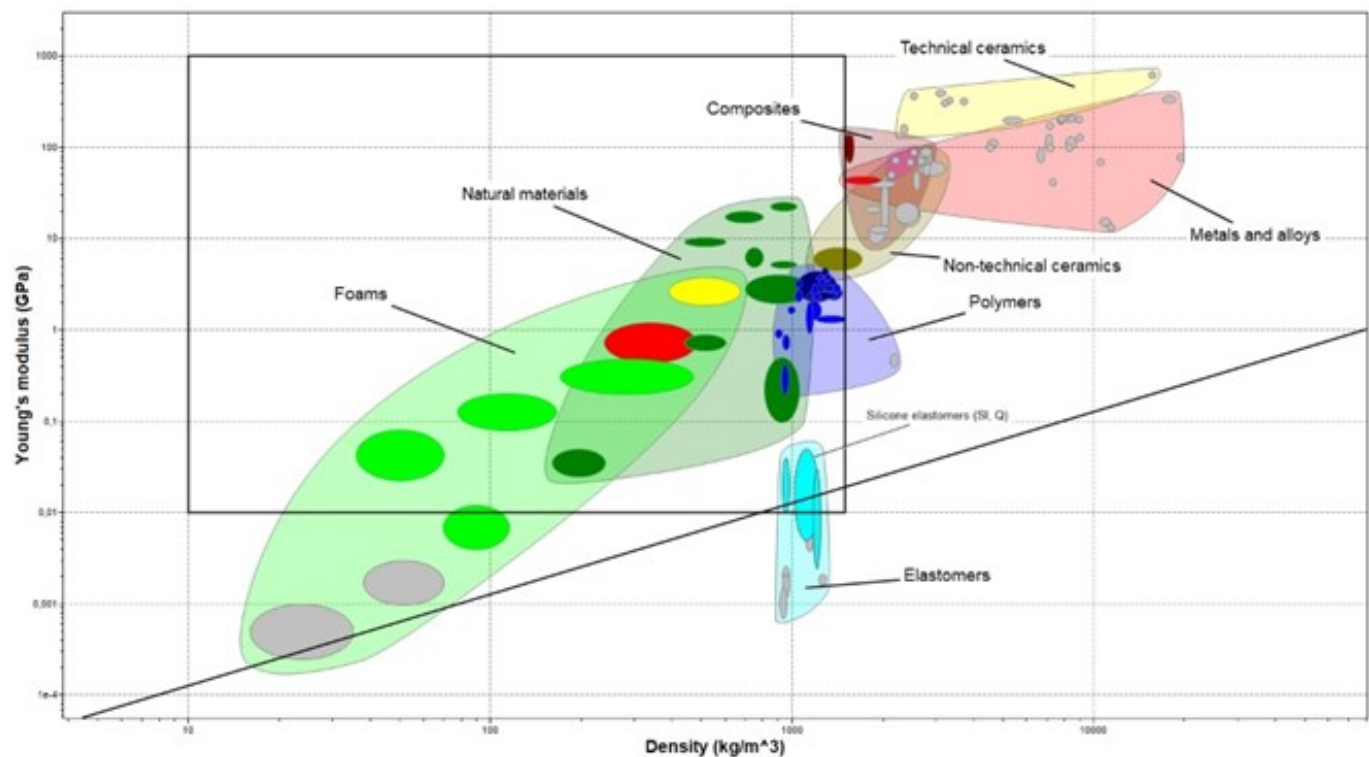 Technical ceramics
Composites
Natural materials
Metals and alloys
Non-technical ceramics
Foams
Polymers
Silicone elastomers (SI, Q)
Elastomers
Young's modulus (GPa)
1000
100
10
1
0,1
0,01
0,001
1e-4
10
100
1000
10000
Density (kg/m^3)